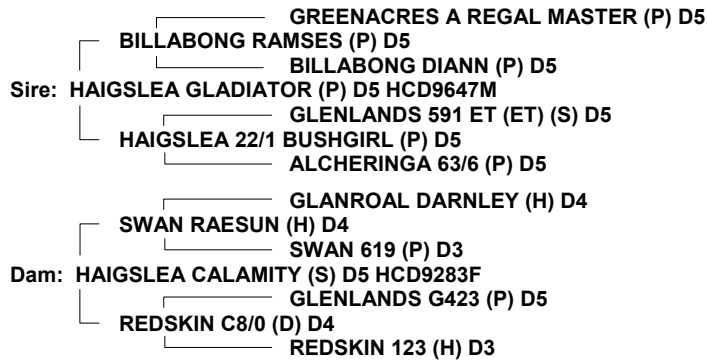 GREENACRES A REGAL MASTER (P) D5
BILLABONG RAMSES (P) D5
BILLABONG DIANN (P) D5
Sire: HAIGSLEA GLADIATOR (P) D5 HCD9647M
GLENLANDS 591 ET (ET) (S) D5
HAIGSLEA 22/1 BUSHGIRL (P) D5
ALCHERINGA 63/6 (P) D5
GLANROAL DARNLEY (H) D4
SWAN RAESUN (H) D4
SWAN 619 (P) D3
Dam: HAIGSLEA CALAMITY (S) D5 HCD9283F
GLENLANDS G423 (P) D5
REDSKIN C8/0 (D) D4
REDSKIN 123 (H) D3